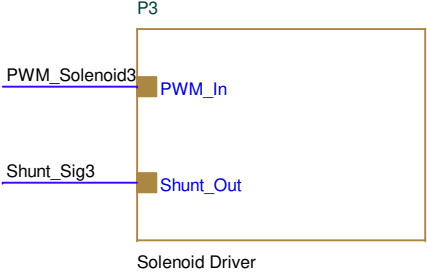 P3
PWM_Solenoid3
PWM_In
Shunt_Sig3
Shunt_Out
Solenoid Driver